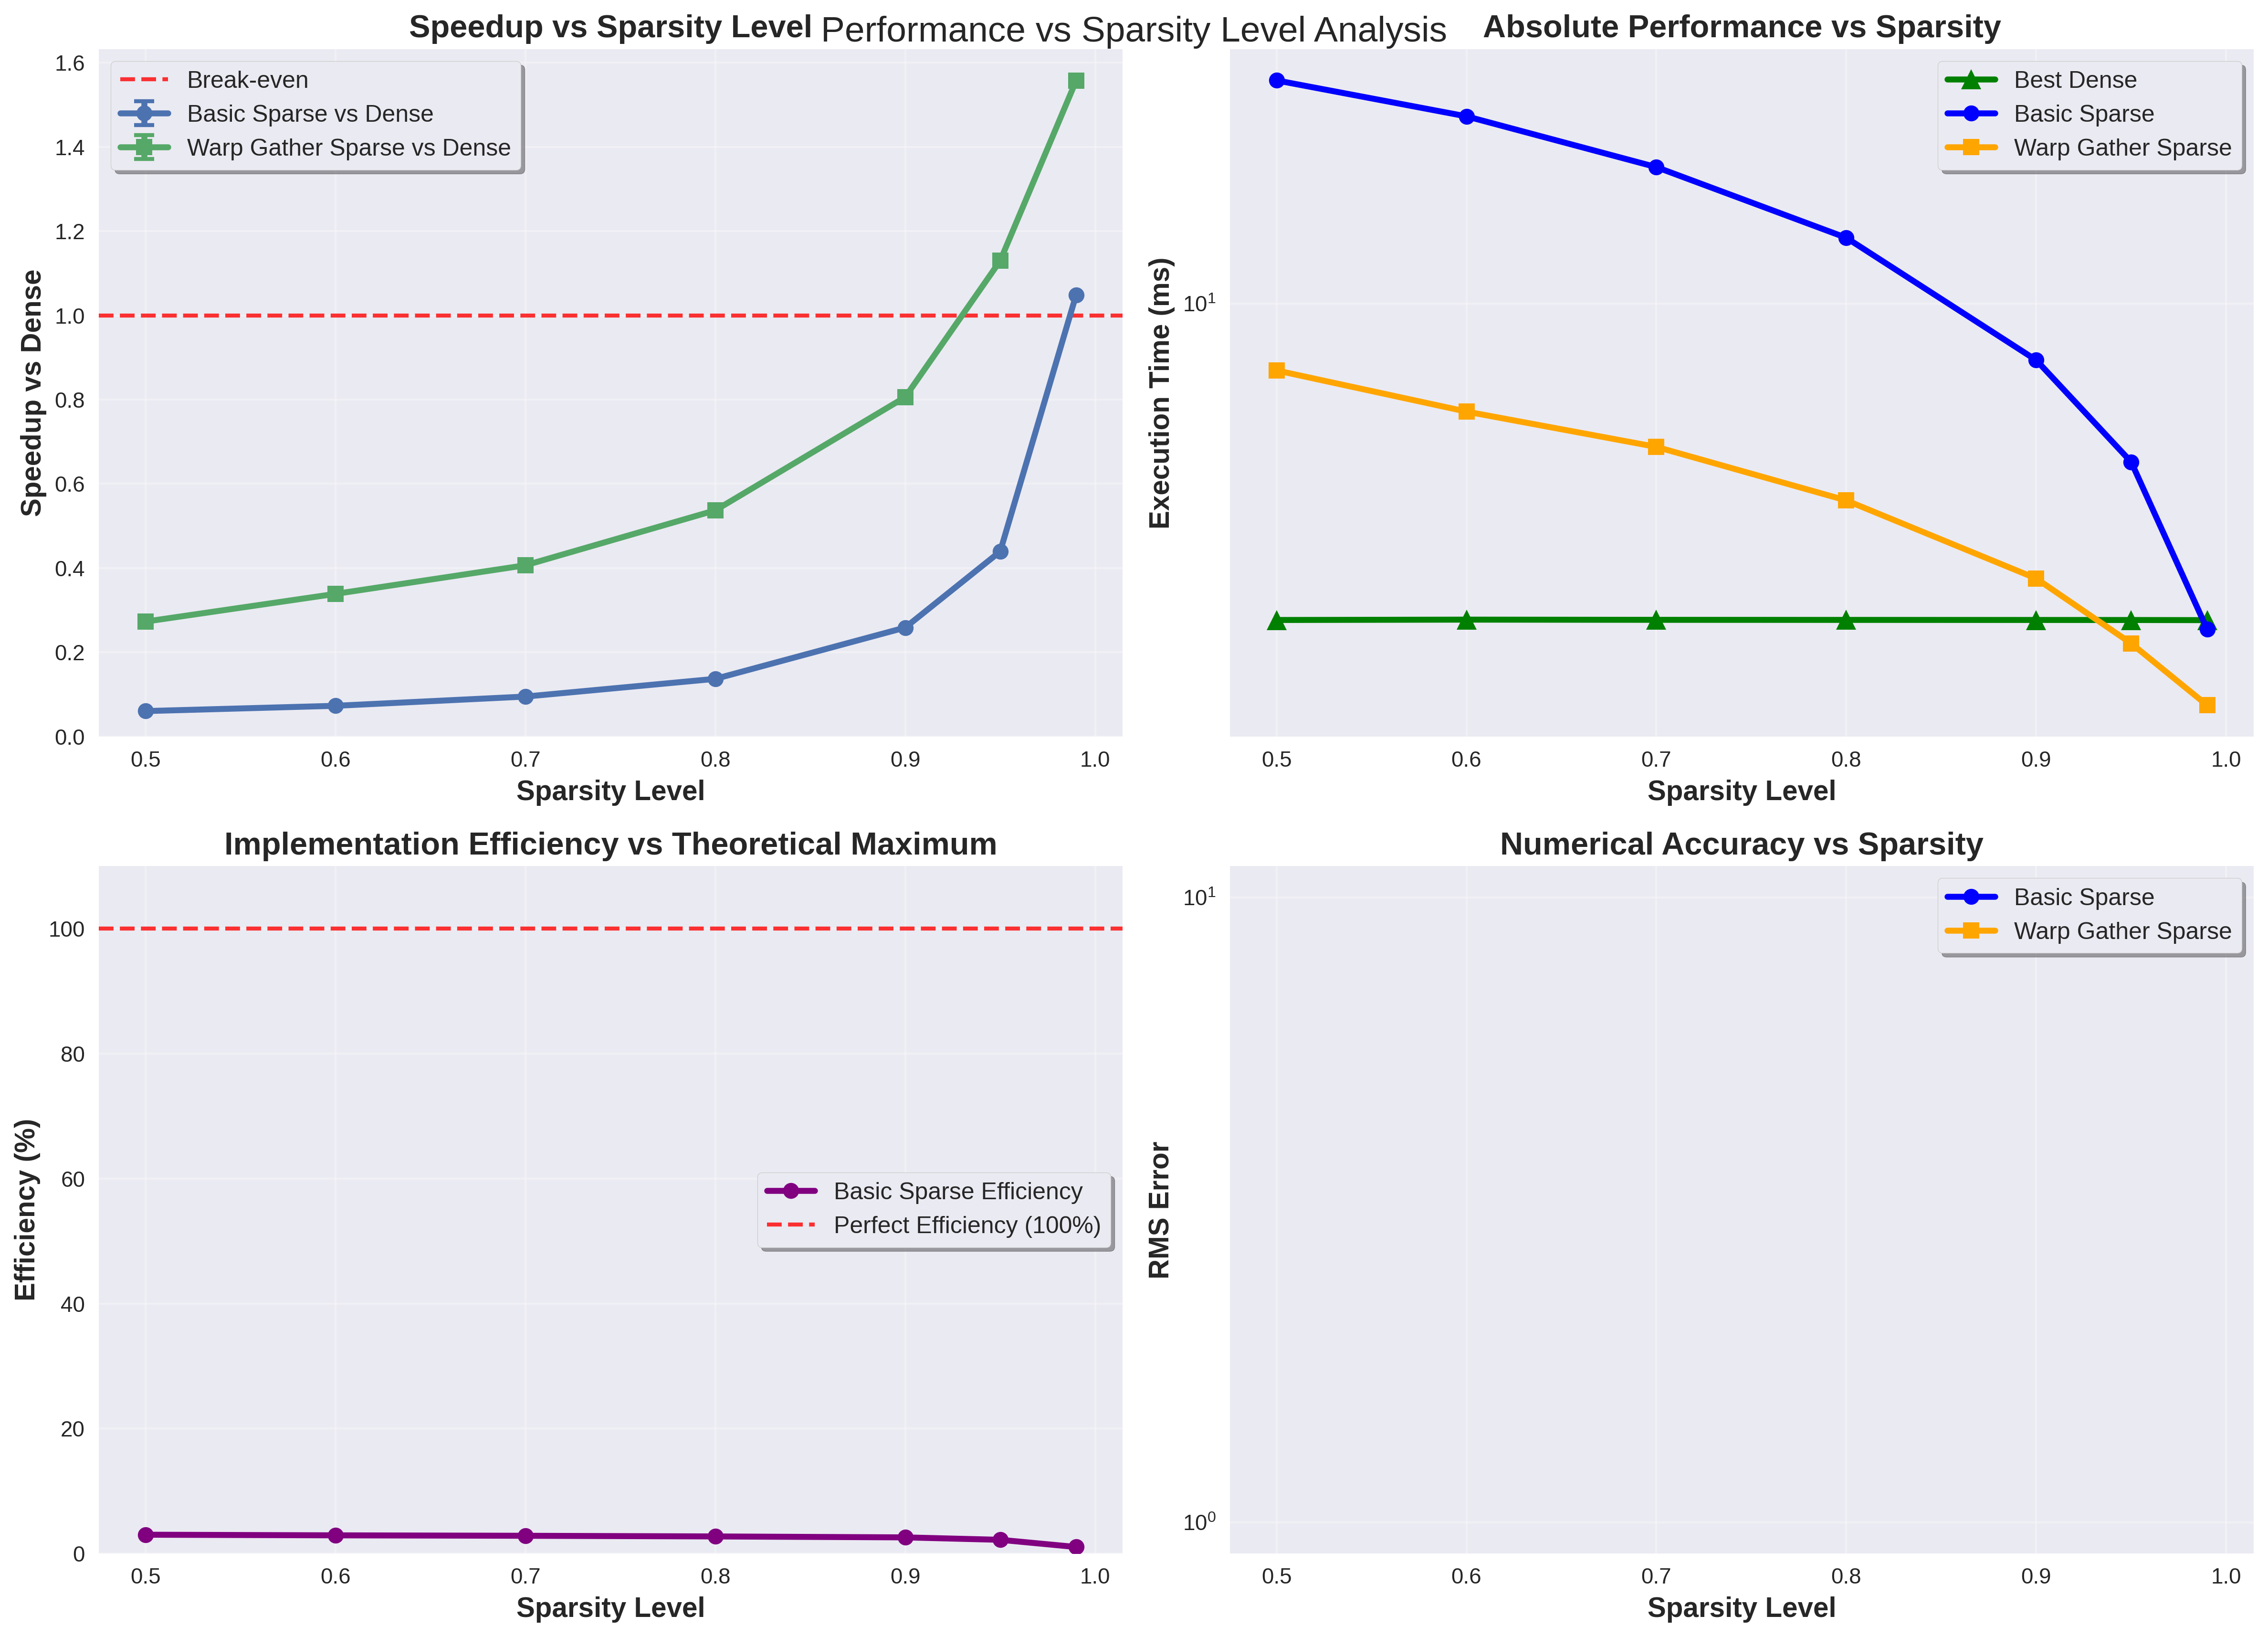 Performance vs Sparsity Level Analysis
Speedup vs Sparsity Level
1.6
1.4
1.2
1.0
0.8
0.6
0.4
0.2
0.0
Speedup vs Dense
Break-even
Basic Sparse vs Dense
Warp Gather Sparse vs Dense
0.5 0.6 0.7 0.8 0.9 1.0
Sparsity Level
Absolute Performance vs Sparsity
10¹
Execution Time (ms)
Best Dense
Basic Sparse
Warp Gather Sparse
0.5 0.6 0.7 0.8 0.9 1.0
Sparsity Level
Implementation Efficiency vs Theoretical Maximum
100
80
60
40
20
0
Efficiency (%)
Basic Sparse Efficiency
Perfect Efficiency (100%)
0.5 0.6 0.7 0.8 0.9 1.0
Sparsity Level
Numerical Accuracy vs Sparsity
10¹
10⁰
RMS Error
Basic Sparse
Warp Gather Sparse
0.5 0.6 0.7 0.8 0.9 1.0
Sparsity Level